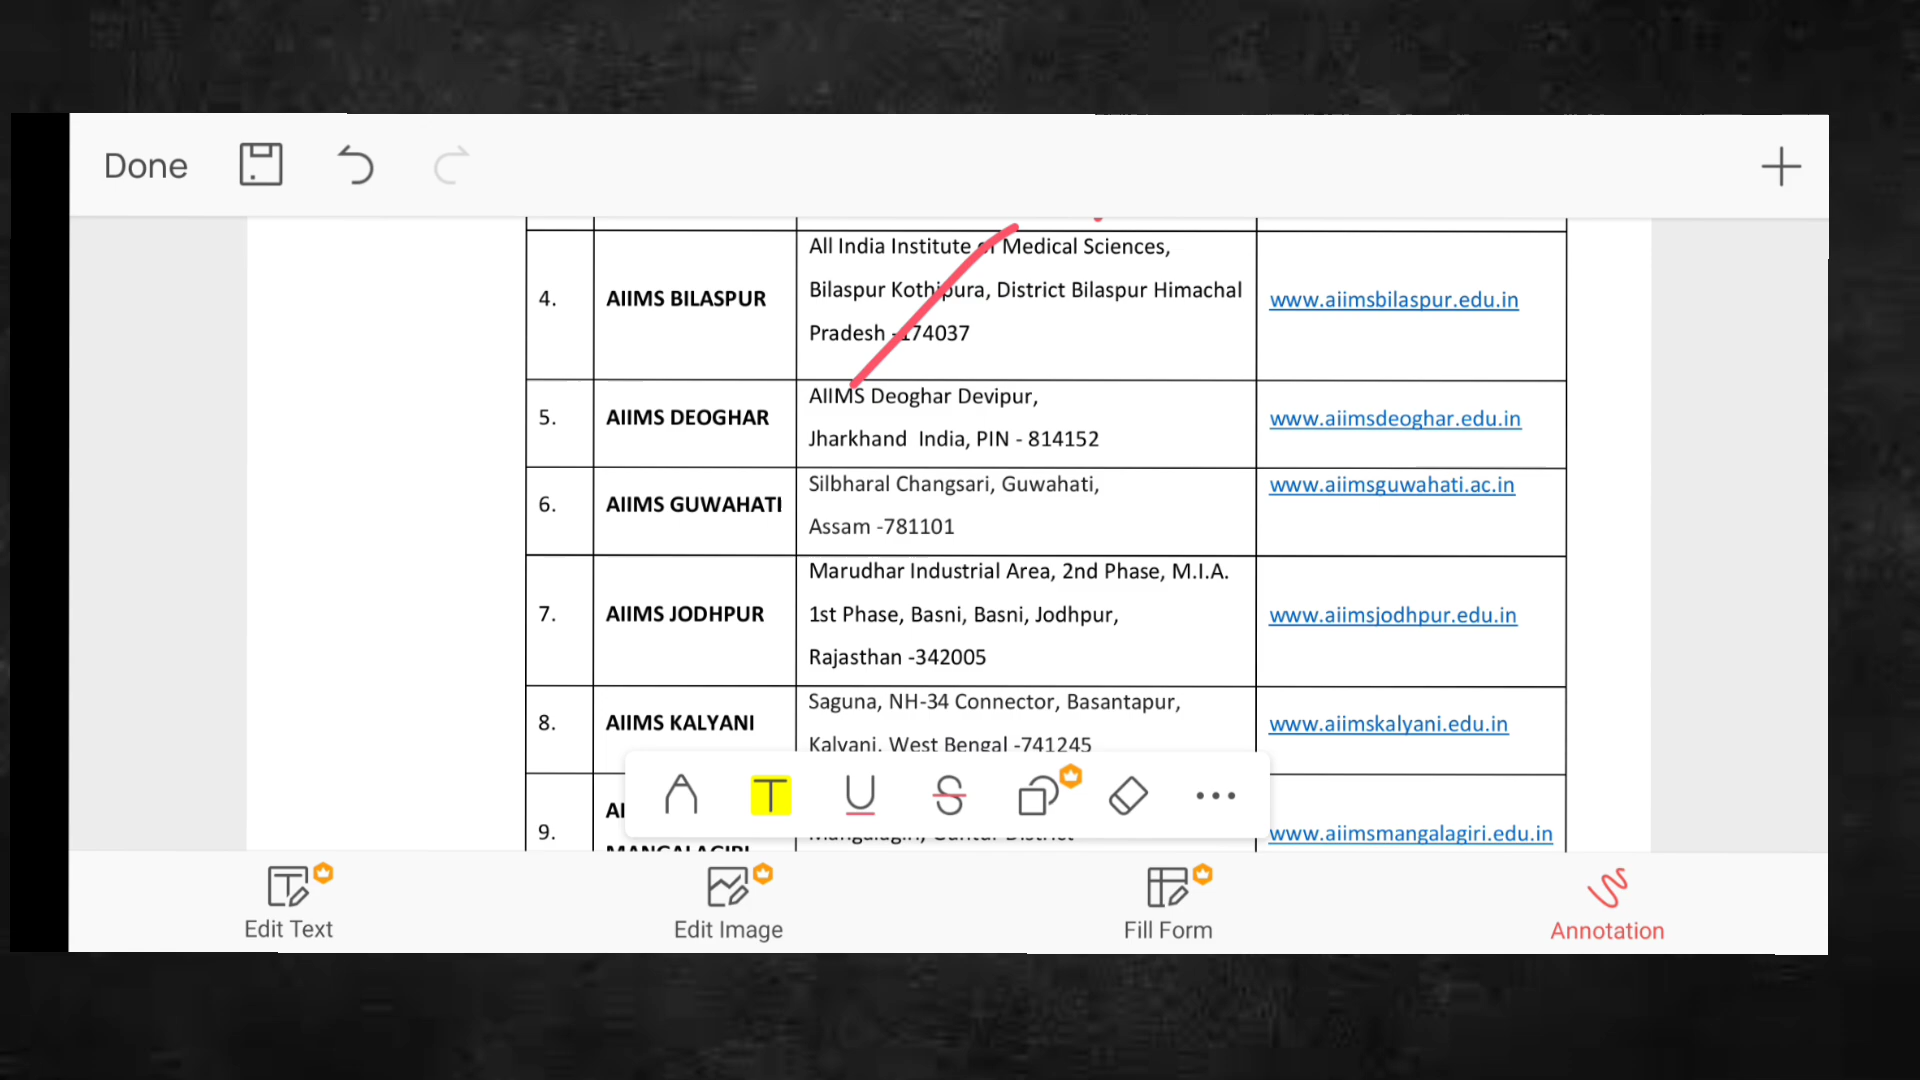 Done
4.
AIIMS BILASPUR
All India Institute of Medical Sciences,
Bilaspur Kothipura, District Bilaspur Himachal
Pradesh -174037
www.aiimsbilaspur.edu.in
5.
AIIMS DEOGHAR
AIIMS Deoghar Devipur,
Jharkhand India, PIN - 814152
www.aiimsdeoghar.edu.in
6.
AIIMS GUWAHATI
Silbharal Changsari, Guwahati,
Assam -781101
www.aiimsguwahati.ac.in
7.
AIIMS JODHPUR
Marudhar Industrial Area, 2nd Phase, M.I.A.
1st Phase, Basni, Basni, Jodhpur,
Rajasthan -342005
www.aiimsjodhpur.edu.in
8.
AIIMS KALYANI
Saguna, NH-34 Connector, Basantapur,
Kalyani, West Bengal -741245
www.aiimskalyani.edu.in
9.
MANGALAGIRI
Mangalagiri, Guntur District
www.aiimsmangalagiri.edu.in
Edit Text
Edit Image
Fill Form
Annotation